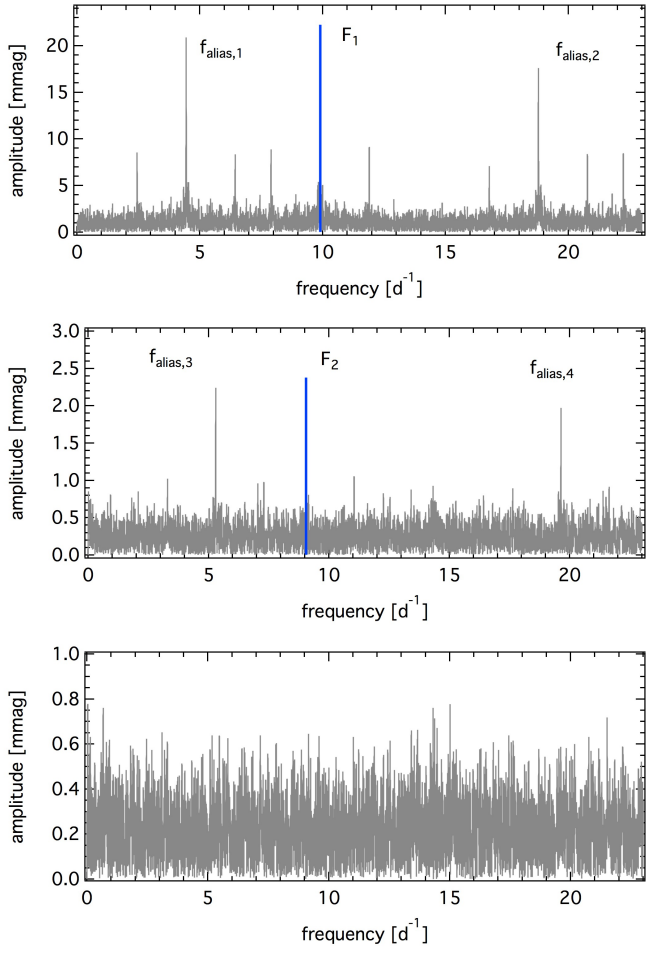 amplitude [mmag]
20
15
10
5
0
f alias,1
F1
f alias,2
0 5 10 15 20
frequency [d-1]
amplitude [mmag]
3.0
2.5
2.0
1.5
1.0
0.5
0.0
f alias,3
F2
f alias,4
0 5 10 15 20
frequency [d-1]
amplitude [mmag]
1.0
0.8
0.6
0.4
0.2
0.0
0 5 10 15 20
frequency [d-1]